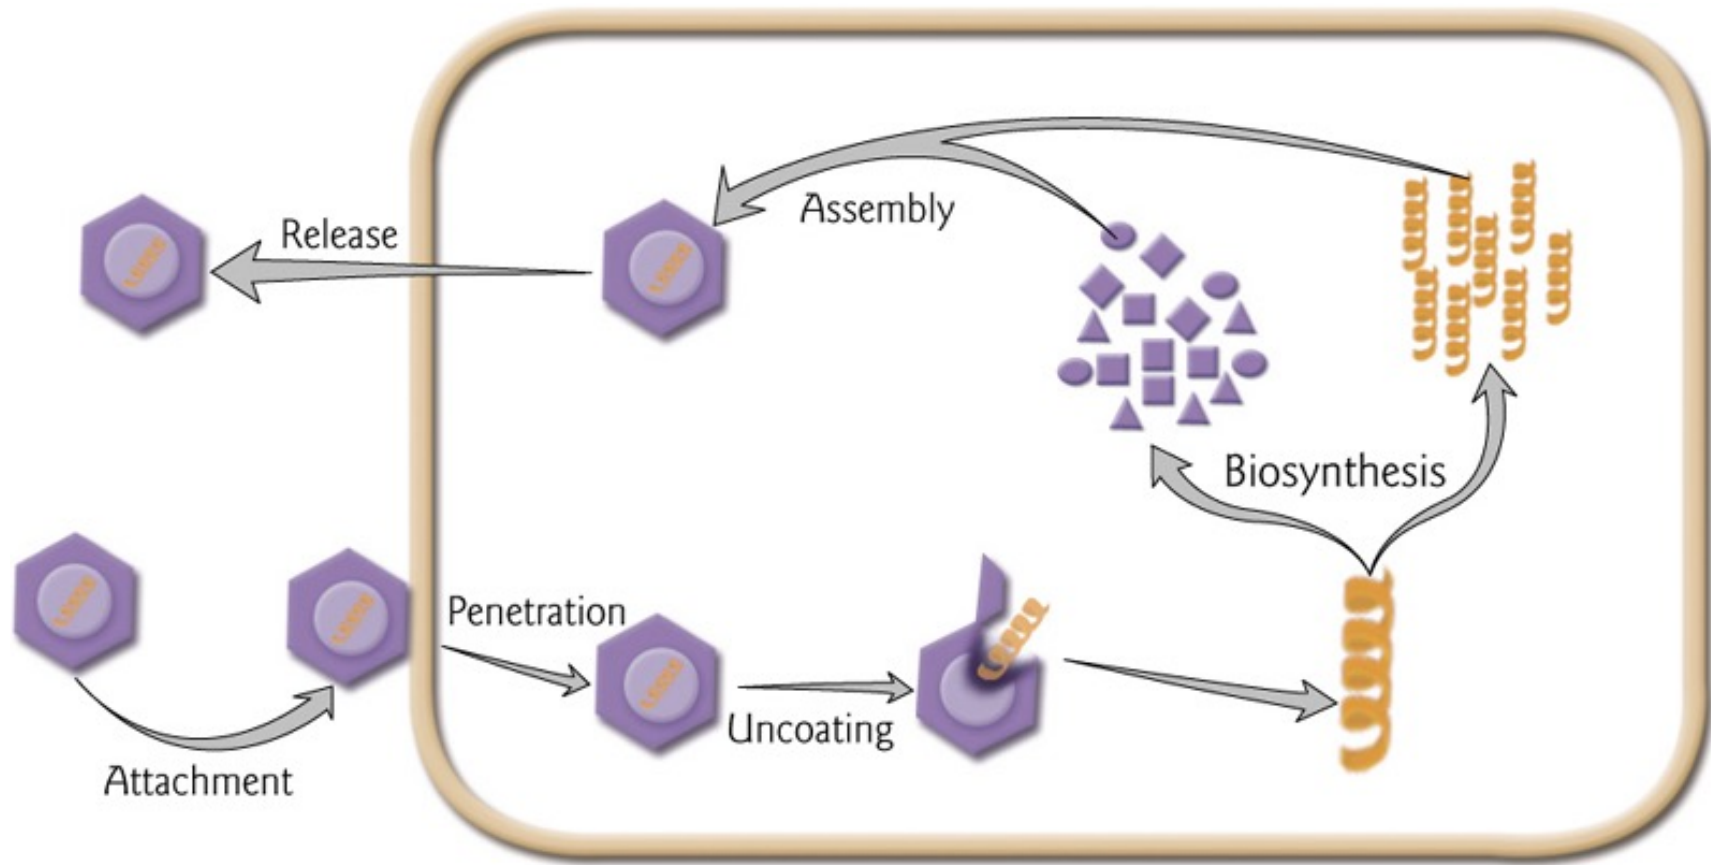 Release
Assembly
Biosynthesis
Penetration
Uncoating
Attachment